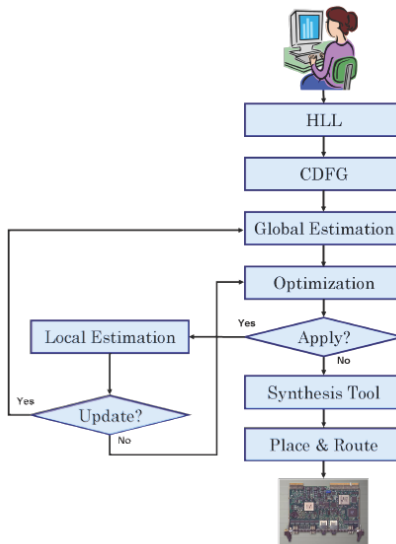 HLL
CDFG
Global Estimation
Optimization
Yes
Local Estimation
Apply?
No
Synthesis Tool
Yes
Update?
No
Place & Route